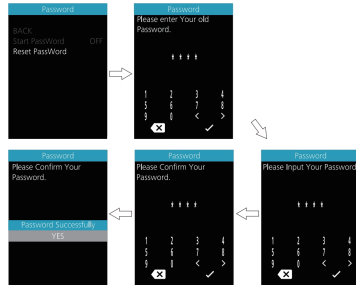 Password
BACK
Start PassWord OFF
Reset PassWord
Password
Please enter Your old
Password.
* * * *
1 2 3 4
5 6 7 8
9 0 < >
Password
Please Input Your Password
* * * *
1 2 3 4
5 6 7 8
9 0 < >
Password
Please Confirm Your
Password.
* * * *
1 2 3 4
5 6 7 8
9 0 < >
Password
Please Confirm Your
Password.
Password Successfully
YES